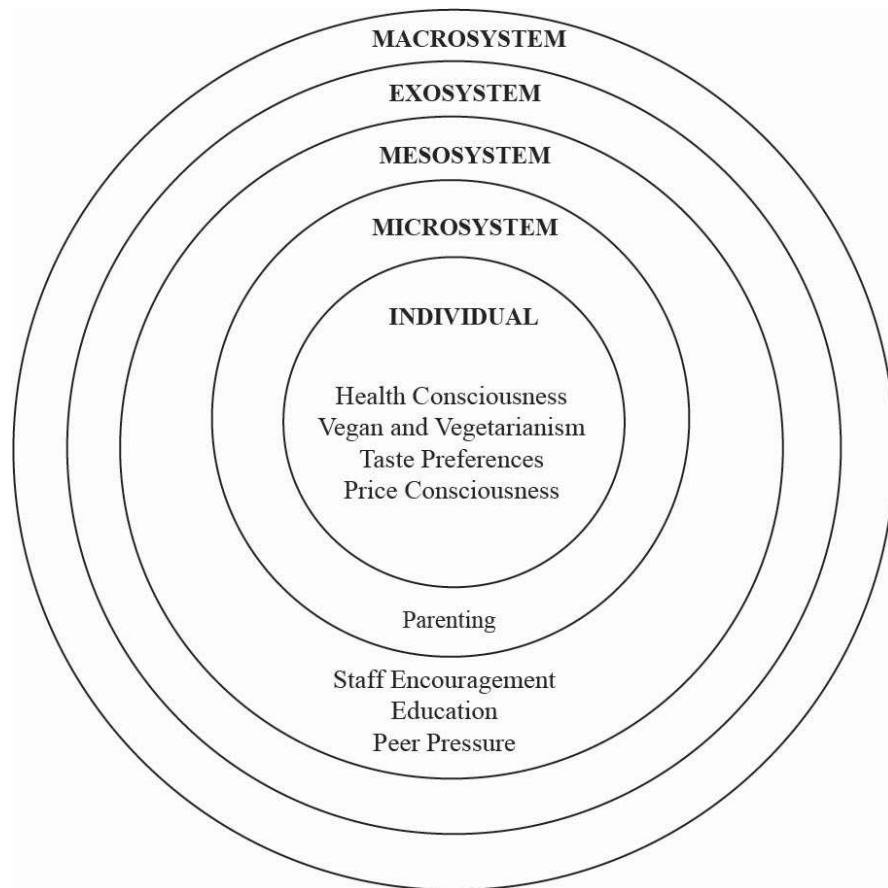 MACROSYSTEM
EXOSYSTEM
MESOSYSTEM
MICROSYSTEM
INDIVIDUAL
Health Consciousness
Vegan and Vegetarianism
Taste Preferences
Price Consciousness
Parenting
Staff Encouragement
Education
Peer Pressure